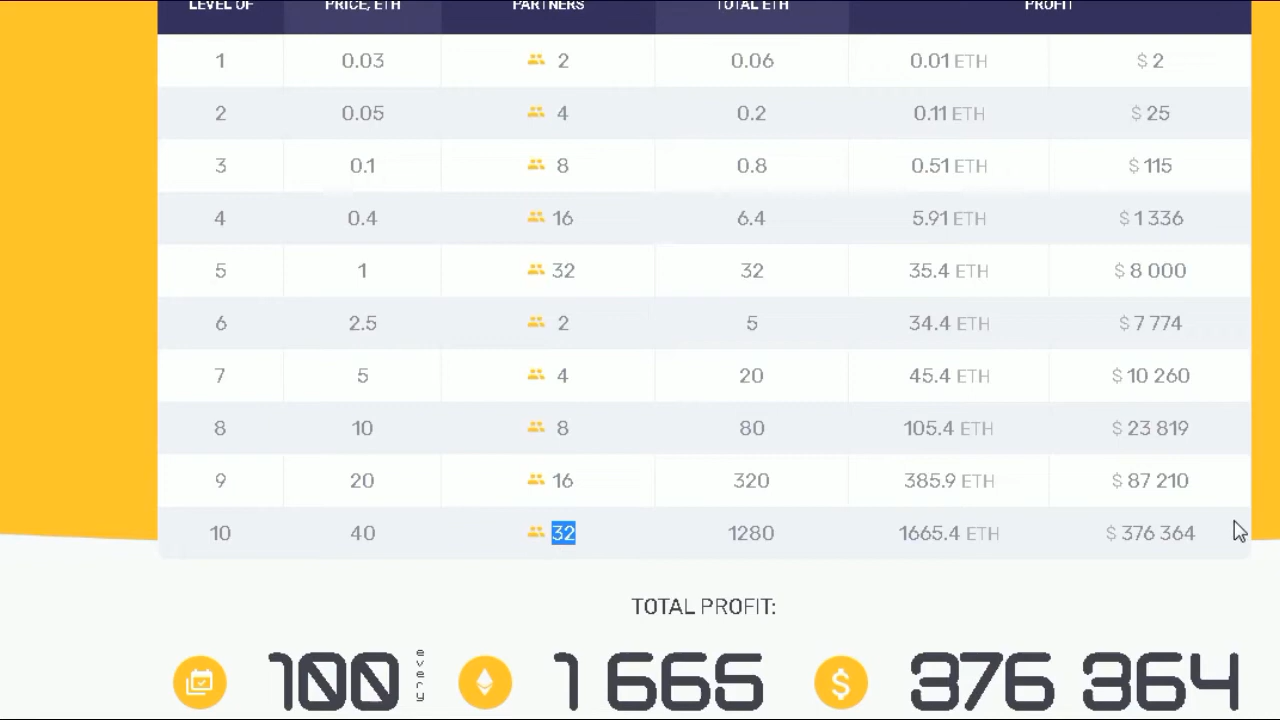 LEVEL OF PRICE, ETH PARTNERS TOTAL ETH PROFIT
1 0.03 2 0.06 0.01 ETH $ 2
2 0.05 4 0.2 0.11 ETH $ 25
3 0.1 8 0.8 0.51 ETH $ 115
4 0.4 16 6.4 5.91 ETH $ 1 336
5 1 32 32 35.4 ETH $ 8 000
6 2.5 2 5 34.4 ETH $ 7 774
7 5 4 20 45.4 ETH $ 10 260
8 10 8 80 105.4 ETH $ 23 819
9 20 16 320 385.9 ETH $ 87 210
10 40 32 1280 1665.4 ETH $ 376 364
TOTAL PROFIT:
100 every 1 665 $ 376 364